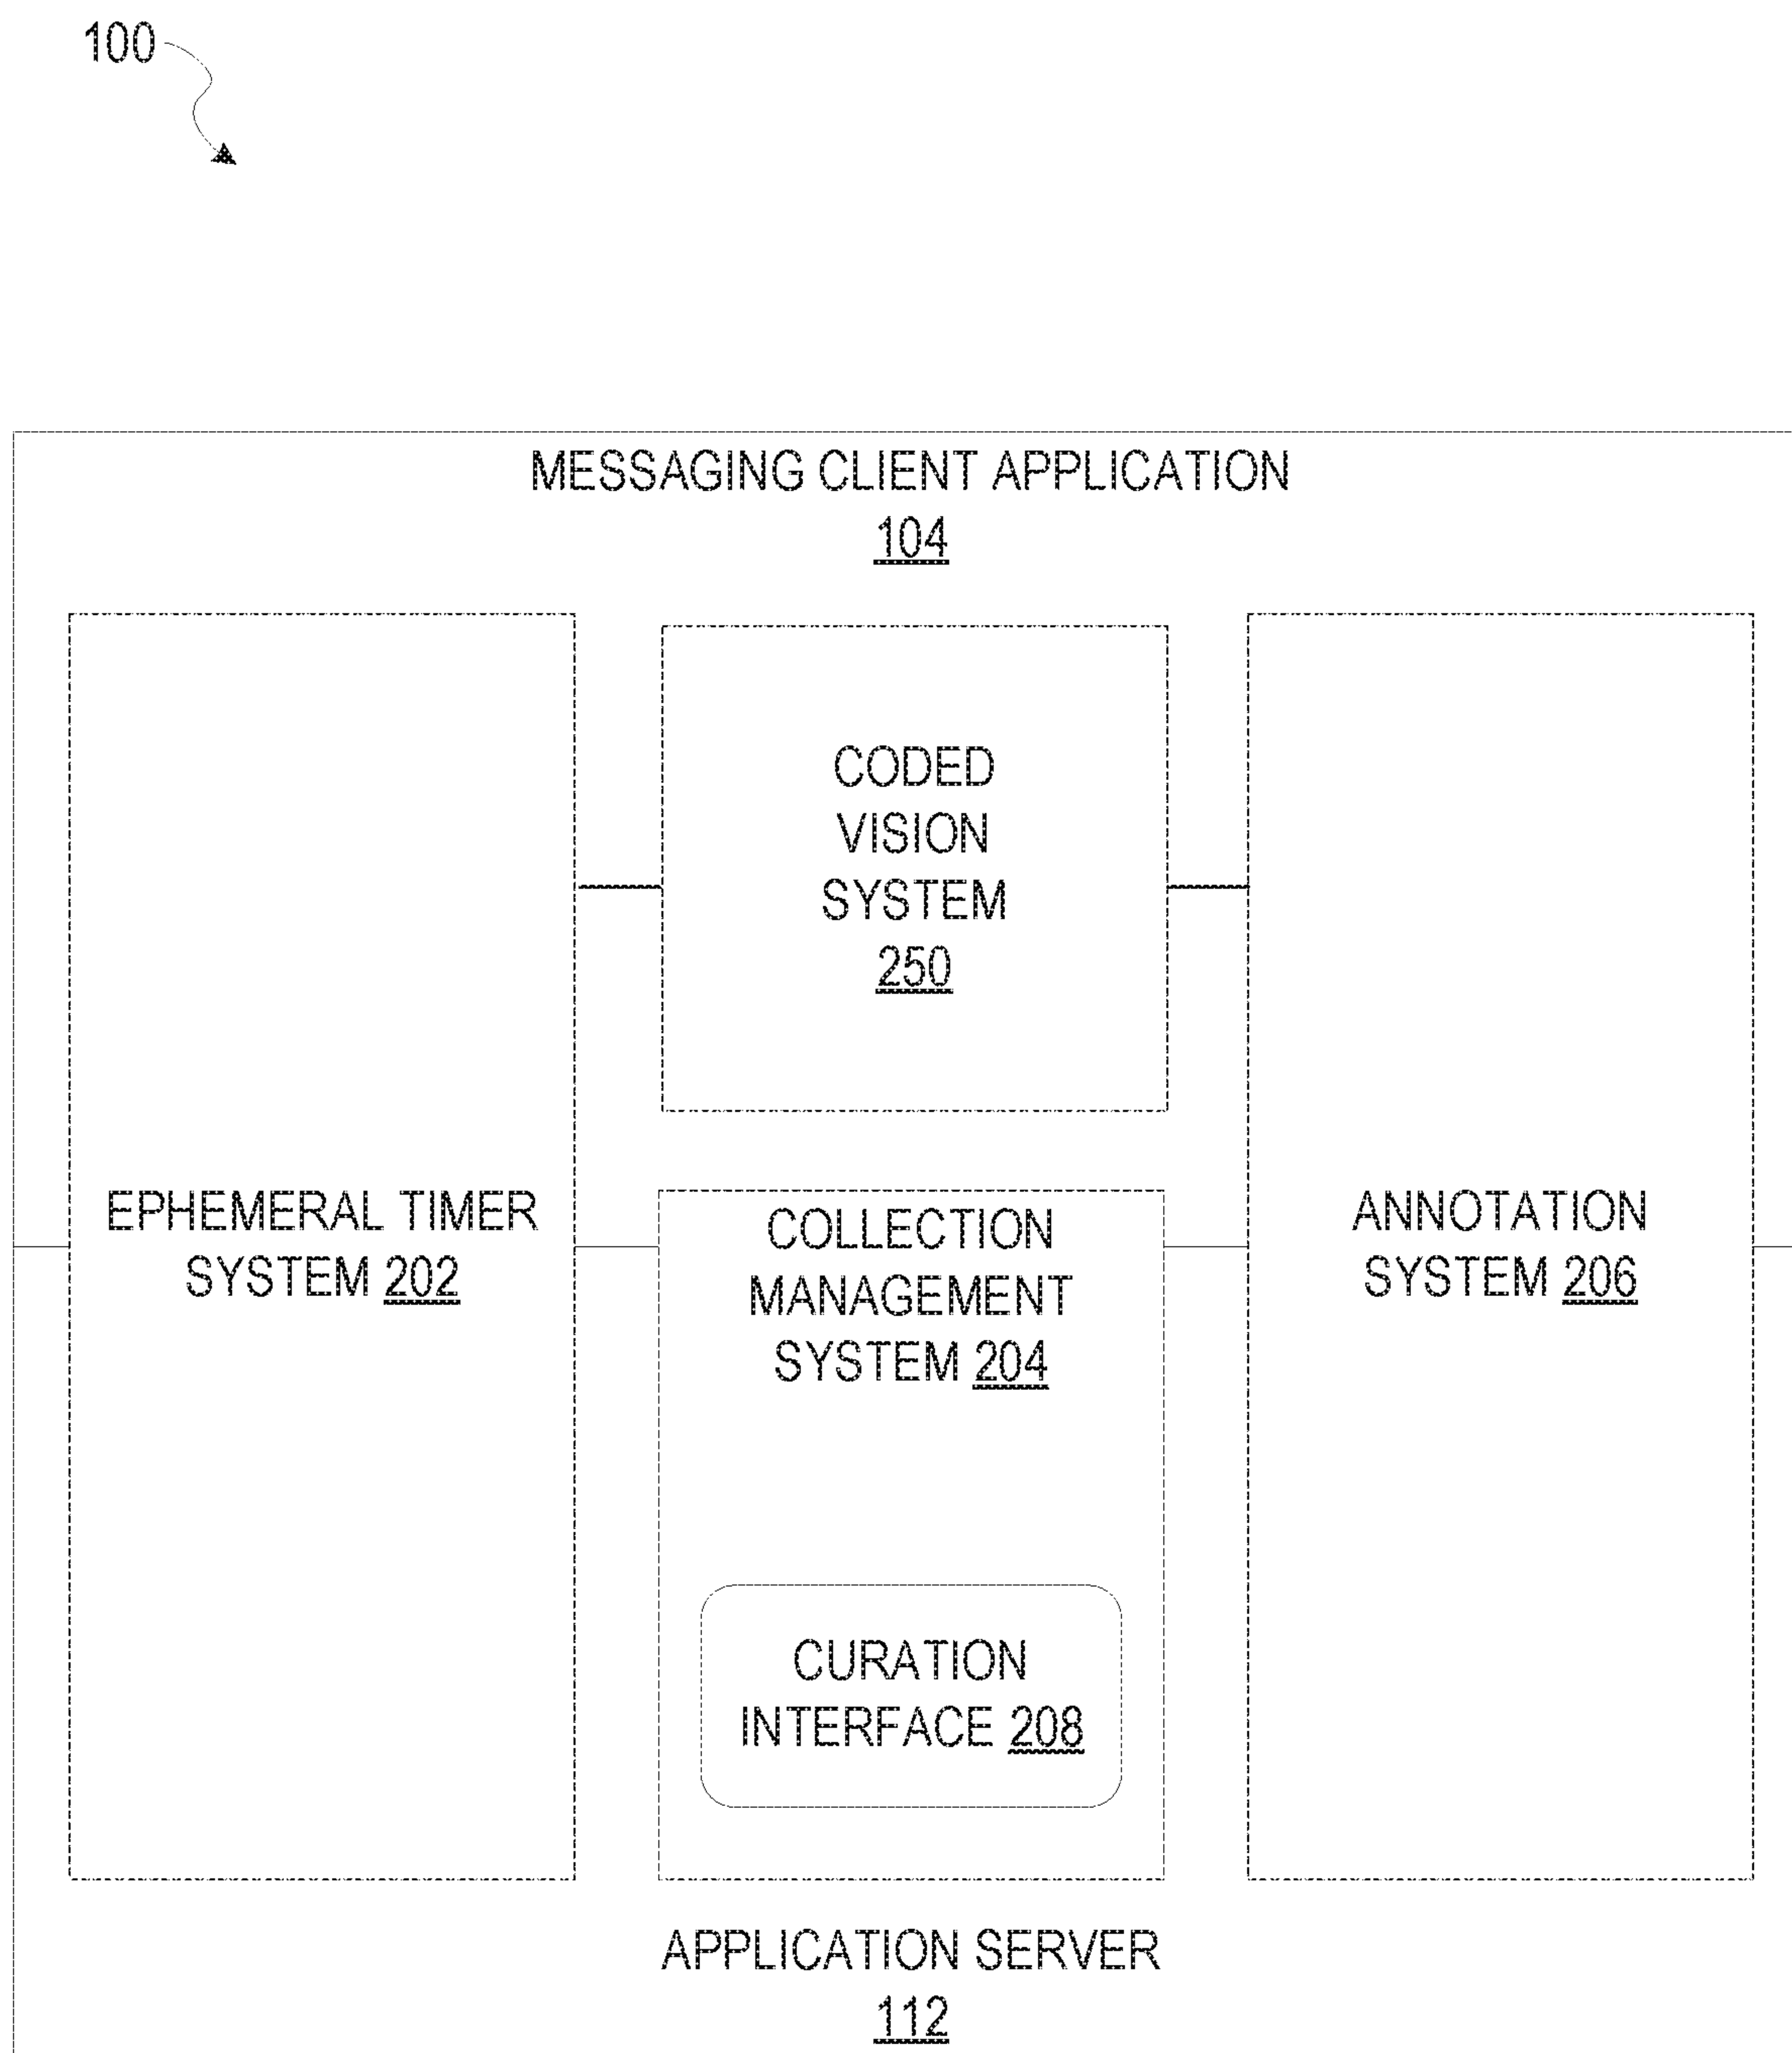 100
MESSAGING CLIENT APPLICATION
104
CODED
VISION
SYSTEM
250
EPHEMERAL TIMER
SYSTEM 202
COLLECTION
MANAGEMENT
SYSTEM 204
ANNOTATION
SYSTEM 206
CURATION
INTERFACE 208
APPLICATION SERVER
112